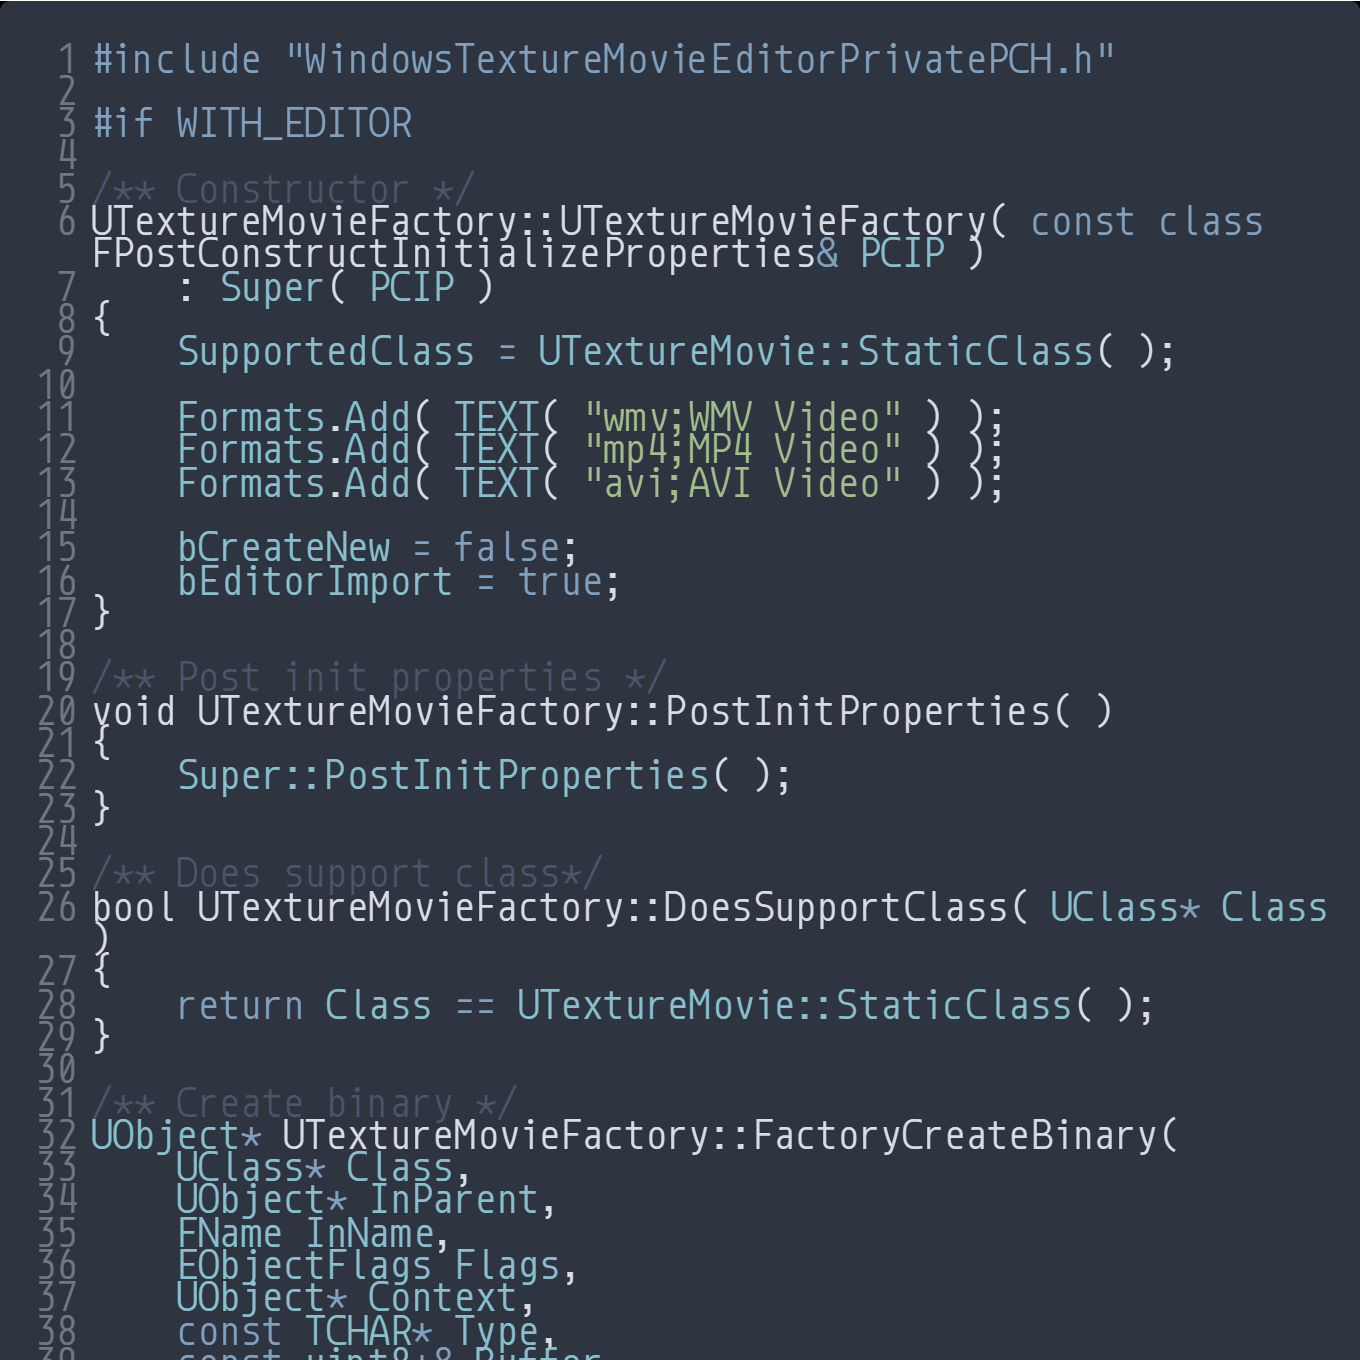 1 #include "WindowsTextureMovieEditorPrivatePCH.h"
2
3 #if WITH_EDITOR
4
5 /** Constructor */
6 UTextureMovieFactory::UTextureMovieFactory( const class
FPostConstructInitializeProperties& PCIP )
7     : Super( PCIP )
8 {
9     SupportedClass = UTextureMovie::StaticClass( );
10
11     Formats.Add( TEXT( "wmv;WMV Video" ) );
12     Formats.Add( TEXT( "mp4;MP4 Video" ) );
13     Formats.Add( TEXT( "avi;AVI Video" ) );
14
15     bCreateNew = false;
16     bEditorImport = true;
17 }
18
19 /** Post init properties */
20 void UTextureMovieFactory::PostInitProperties( )
21 {
22     Super::PostInitProperties( );
23 }
24
25 /** Does support class*/
26 bool UTextureMovieFactory::DoesSupportClass( UClass* Class
)
27 {
28     return Class == UTextureMovie::StaticClass( );
29 }
30
31 /** Create binary */
32 UObject* UTextureMovieFactory::FactoryCreateBinary(
33     UClass* Class,
34     UObject* InParent,
35     FName InName,
36     EObjectFlags Flags,
37     UObject* Context,
38     const TCHAR* Type,
39     const